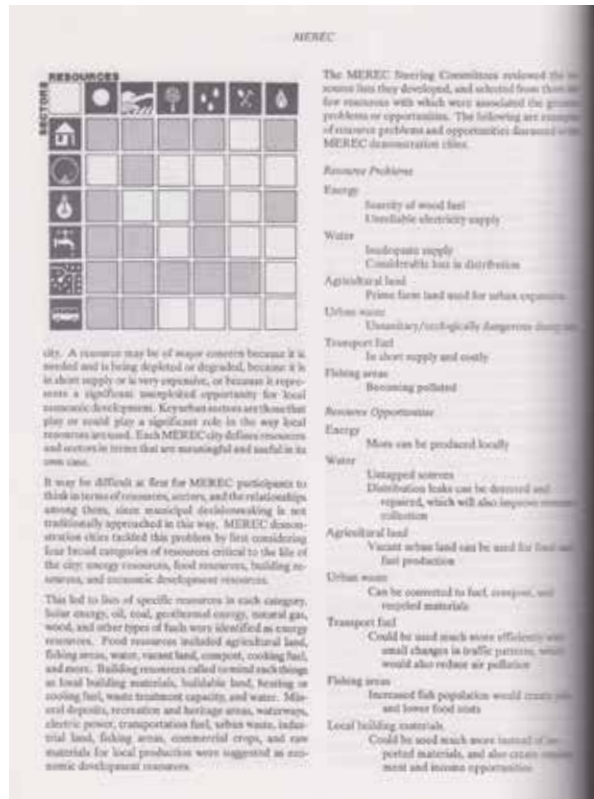 MEREC
RESOURCES
SECTORS
city. A resource may be of major concern because it is
needed and is being depleted or degraded, because it is
in short supply or is very expensive, or because it repre-
sents a significant unexploited opportunity for local
economic development. Key urban sectors are those that
play or could play a significant role in the way local
resources are used. Each MEREC city defines resources
and sectors in terms that are meaningful and useful in its
own case.
It may be difficult at first for MEREC participants to
think in terms of resources, sectors, and the relationships
among them, since municipal decisionmaking is not
traditionally approached in this way. MEREC demon-
stration cities tackled this problem by first considering
four broad categories of resources critical to the life of
the city: energy resources, food resources, building re-
sources, and economic development resources.
This led to lists of specific resources in each category.
Solar energy, oil, coal, geothermal energy, natural gas,
wood, and other types of fuels were identified as energy
resources. Food resources included agricultural land,
fishing areas, water, vacant land, compost, cooking fuel,
and more. Building resources called to mind such things
as local building materials, buildable land, heating or
cooling fuel, waste treatment capacity, and water. Min-
eral deposits, recreation and heritage areas, waterways,
electric power, transportation fuel, urban waste, indus-
trial land, fishing areas, commercial crops, and raw
materials for local production were suggested as eco-
nomic development resources.
The MEREC Steering Committees reviewed the
source lists they developed, and selected from them
few resources with which were associated the
problems or opportunities. The following are
of resource problems and opportunities discussed
MEREC demonstration cities.
Resource Problems
Energy
Scarcity of wood fuel
Unreliable electricity supply
Water
Inadequate supply
Considerable loss in distribution
Agricultural land
Prime farm land used for urban expansion
Urban waste
Unsanitary/ecologically dangerous
Transport fuel
In short supply and costly
Fishing areas
Becoming polluted
Resource Opportunities
Energy
More can be produced locally
Water
Untapped sources
Distribution leaks can be detected and
repaired, which will also improve
collection
Agricultural land
Vacant urban land can be used for
fuel production
Urban waste
Can be converted to fuel, compost, and
recycled materials
Transport fuel
Could be used much more efficiently with
small changes in traffic patterns, which
would also reduce air pollution
Fishing areas
Increased fish population would create
and lower food costs
Local building materials
Could be used much more instead of im-
ported materials, and also create
ment and income opportunities